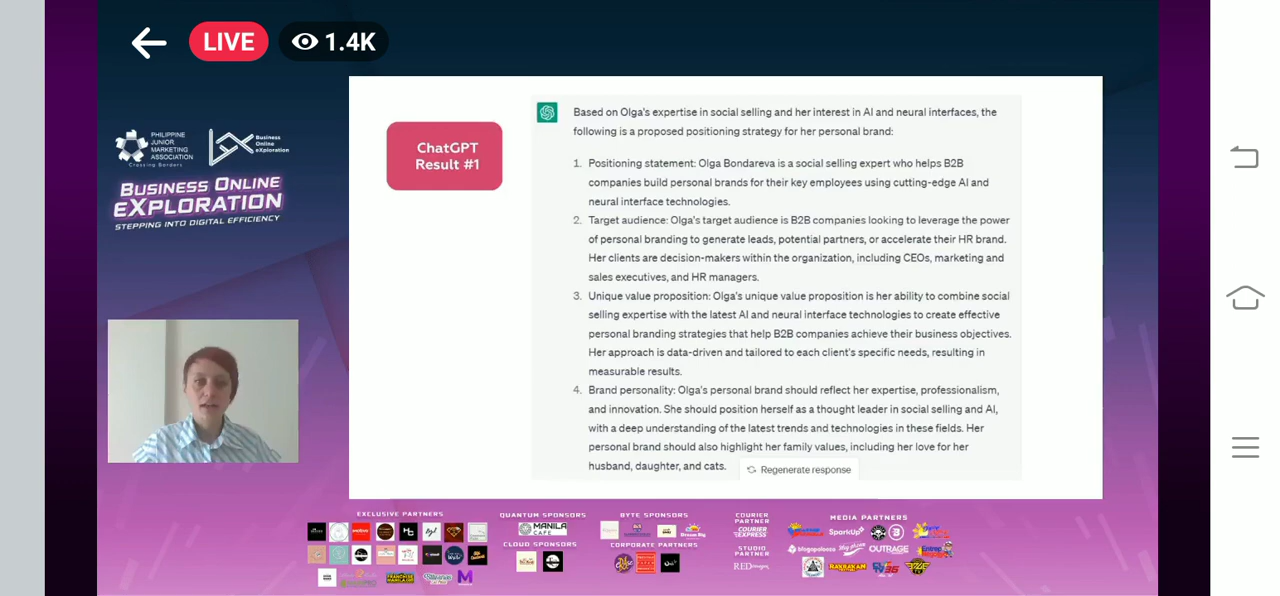 LIVE
1.4K
PHILIPPINE
JUNIOR
MARKETING
ASSOCIATION
Crossing Borders
Business
Online
eXploration
BUSINESS ONLINE
EXPLORATION
STEPPING INTO DIGITAL EFFICIENCY
ChatGPT
Result #1
Based on Olga's expertise in social selling and her interest in AI and neural interfaces, the
following is a proposed positioning strategy for her personal brand:
1. Positioning statement: Olga Bondareva is a social selling expert who helps B2B
companies build personal brands for their key employees using cutting-edge AI and
neural interface technologies.
2. Target audience: Olga's target audience is B2B companies looking to leverage the power
of personal branding to generate leads, potential partners, or accelerate their HR brand.
Her clients are decision-makers within the organization, including CEOs, marketing and
sales executives, and HR managers.
3. Unique value proposition: Olga's unique value proposition is her ability to combine social
selling expertise with the latest AI and neural interface technologies to create effective
personal branding strategies that help B2B companies achieve their business objectives.
Her approach is data-driven and tailored to each client's specific needs, resulting in
measurable results.
4. Brand personality: Olga's personal brand should reflect her expertise, professionalism,
and innovation. She should position herself as a thought leader in social selling and AI,
with a deep understanding of the latest trends and technologies in these fields. Her
personal brand should also highlight her family values, including her love for her
husband, daughter, and cats.
Regenerate response
EXCLUSIVE PARTNERS
QUANTUM SPONSORS
MANILA
CAFE
CLOUD SPONSORS
BYTE SPONSORS
Dream Big
CORPORATE PARTNERS
COURIER
PARTNER
COURIER
EXPRESS
STUDIO
PARTNER
MEDIA PARTNERS
SparkUp
blogapalooza
OUTRAGE
RAKRAKAN